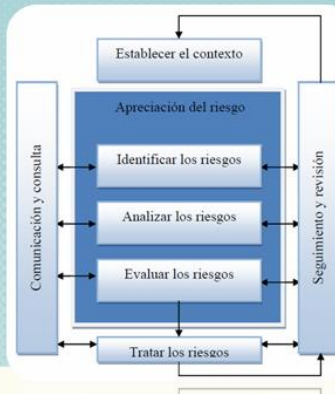 Establecer el contexto
Apreciación del riesgo
Comunicación y consulta
Identificar los riesgos
Analizar los riesgos
Evaluar los riesgos
Seguimiento y revisión
Tratar los riesgos